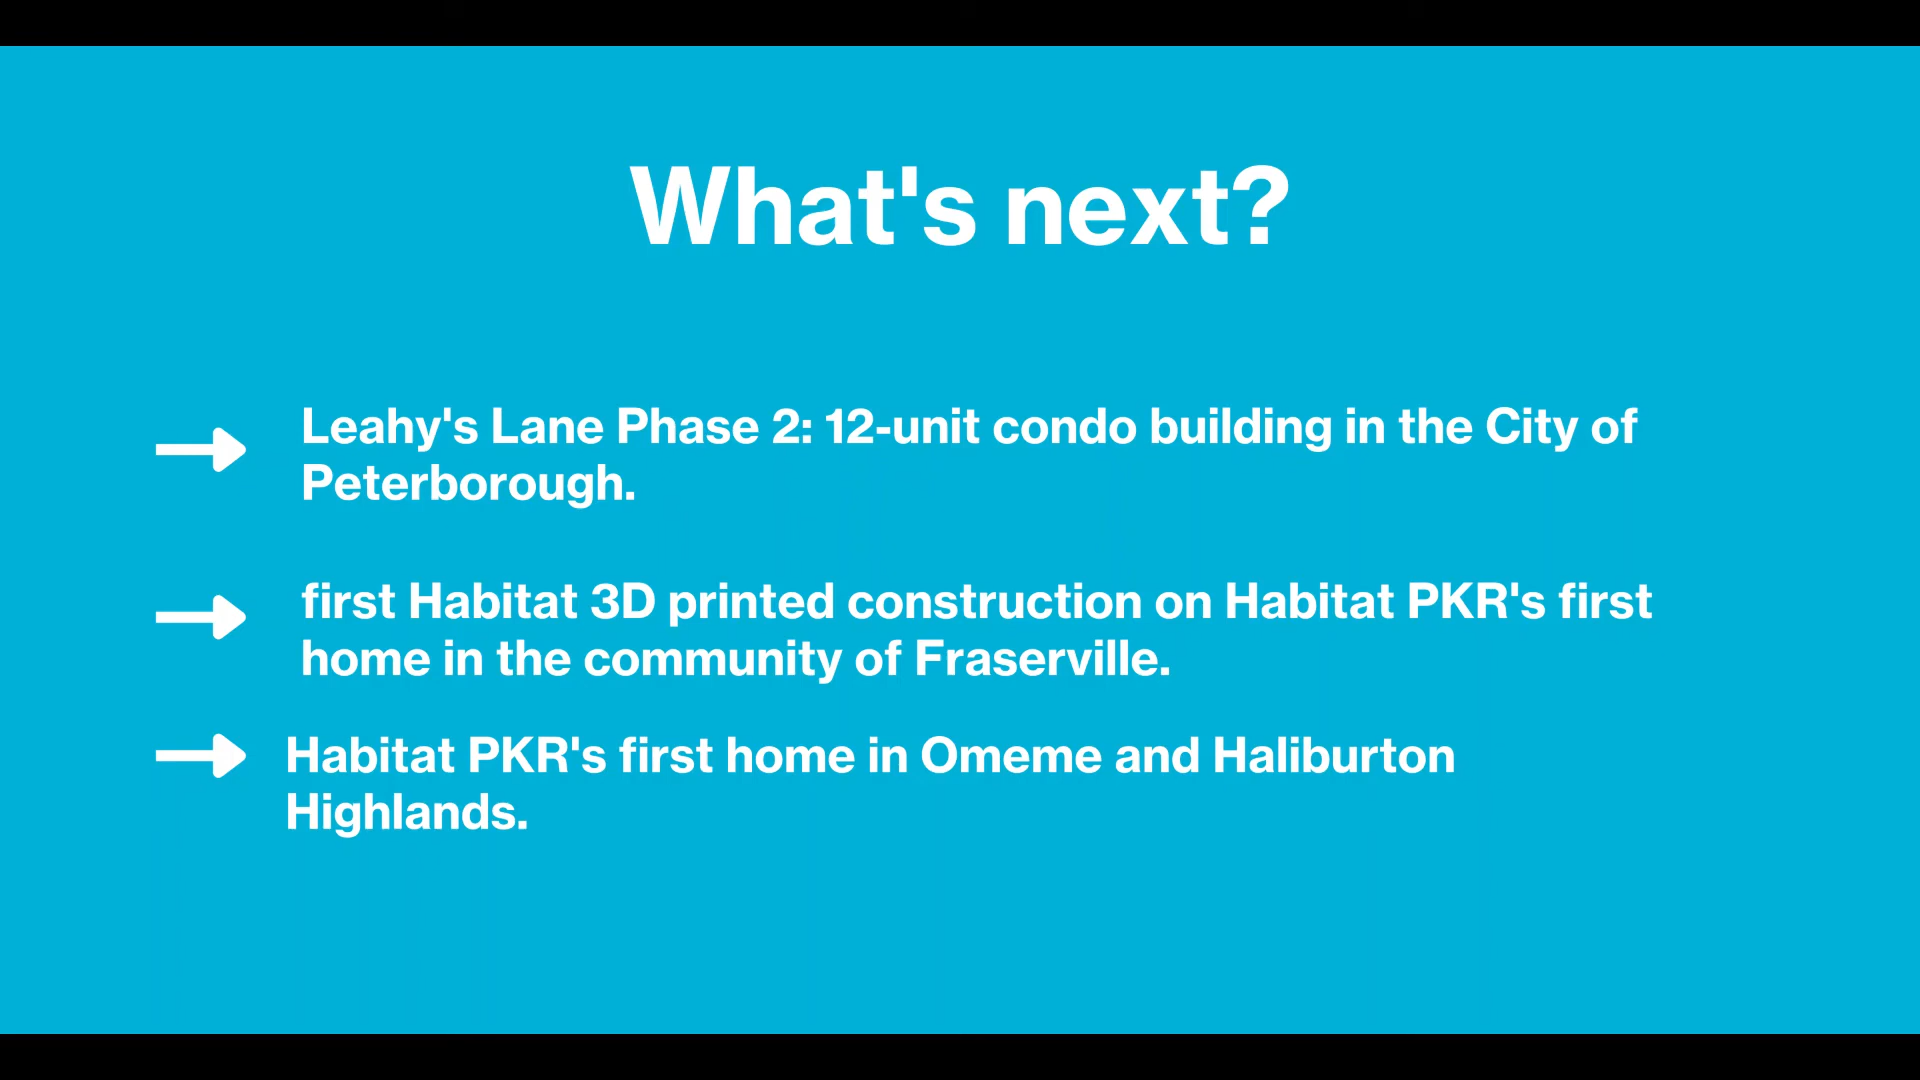 What's next?
Leahy's Lane Phase 2: 12-unit condo building in the City of
Peterborough.
first Habitat 3D printed construction on Habitat PKR's first
home in the community of Fraserville.
Habitat PKR's first home in Omeme and Haliburton
Highlands.